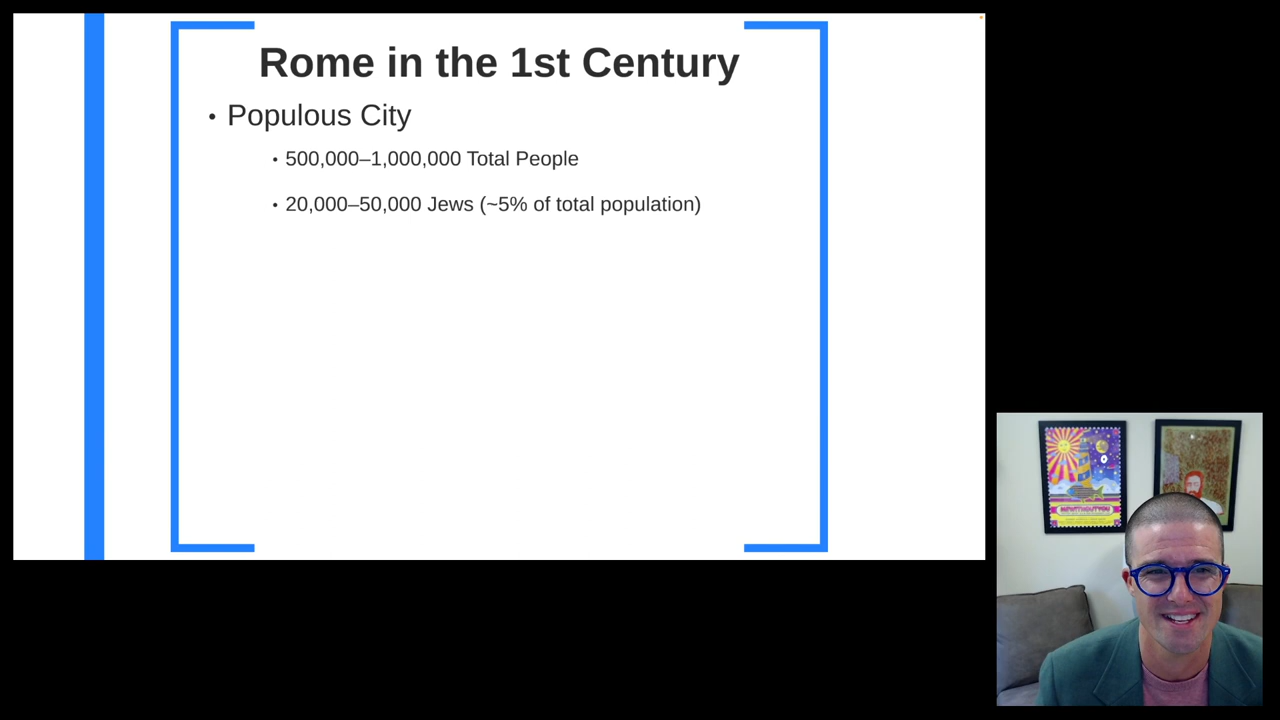 Rome in the 1st Century
• Populous City
• 500,000–1,000,000 Total People
• 20,000–50,000 Jews (~5% of total population)
MEWITHOUTYOU